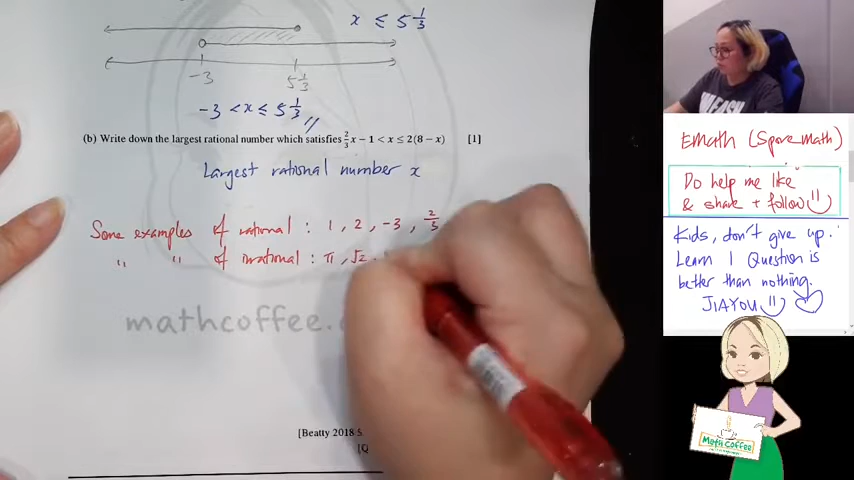 x ≤ 5 1/3
-3
5 1/3
-3 < x ≤ 5 1/3
(b) Write down the largest rational number which satisfies 2/3 x − 1 < x ≤ 2(8 − x) [1]
Largest rational number x
Some examples of rational : 1, 2, -3, 2/3
" " of irrational : π, √2,
mathcoffee.
[Beatty 2018 S
[Q
UNEASY
EMath (Spore Math)
Do help me like
& share + follow
Kids, don't give up.
Learn 1 Question is
better than nothing.
JIAYOU
Math Coffee